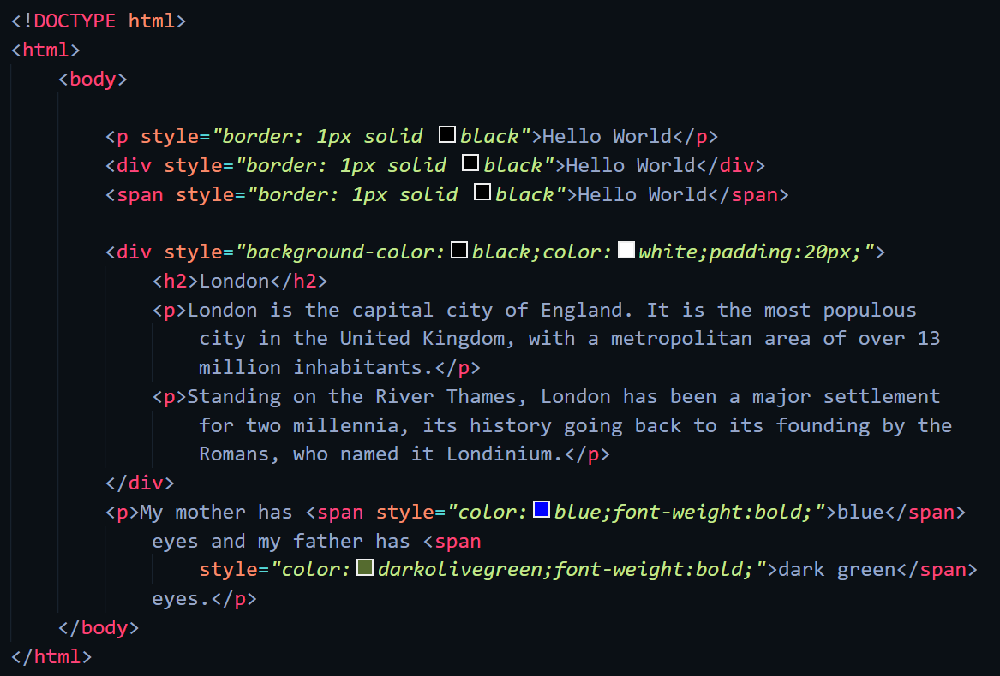 <!DOCTYPE html>
<html>
    <body>

        <p style="border: 1px solid black">Hello World</p>
        <div style="border: 1px solid black">Hello World</div>
        <span style="border: 1px solid black">Hello World</span>

        <div style="background-color:black;color:white;padding:20px;">
            <h2>London</h2>
            <p>London is the capital city of England. It is the most populous
                city in the United Kingdom, with a metropolitan area of over 13
                million inhabitants.</p>
            <p>Standing on the River Thames, London has been a major settlement
                for two millennia, its history going back to its founding by the
                Romans, who named it Londinium.</p>
        </div>
        <p>My mother has <span style="color:blue;font-weight:bold;">blue</span>
            eyes and my father has <span
                style="color:darkolivegreen;font-weight:bold;">dark green</span>
            eyes.</p>
    </body>
</html>